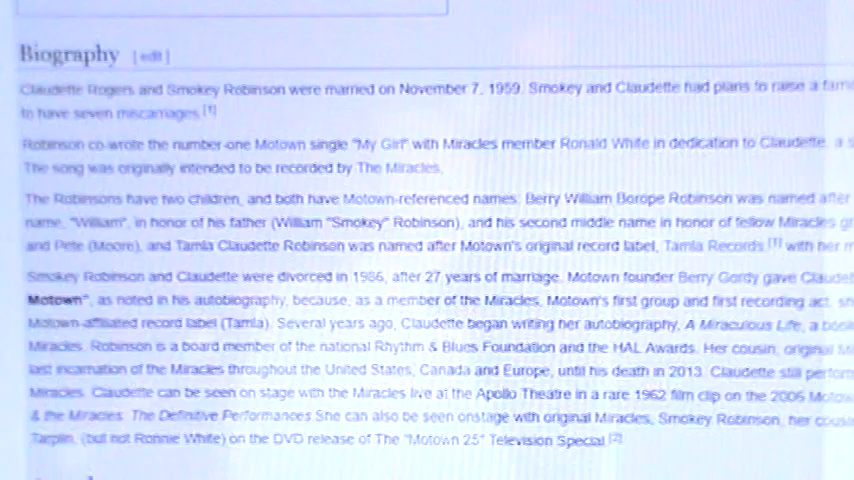 Biography [edit]
Claudette Rogers and Smokey Robinson were married on November 7, 1959. Smokey and Claudette had plans to raise a
to have seven miscarriages.[1]
Robinson co-wrote the number-one Motown single "My Girl" with Miracles member Ronald White in dedication to Claudette, a
The song was originally intended to be recorded by The Miracles.
The Robinsons have two children, and both have Motown-referenced names: Berry William Borope Robinson was named after
name, "William", in honor of his father (William "Smokey" Robinson), and his second middle name in honor of fellow Miracles
and Pete (Moore), and Tamla Claudette Robinson was named after Motown's original record label, Tamla Records,[1] with her
Smokey Robinson and Claudette were divorced in 1986, after 27 years of marriage. Motown founder Berry Gordy gave
Motown", as noted in his autobiography, because, as a member of the Miracles, Motown's first group and first recording act,
Motown-affiliated record label (Tamla). Several years ago, Claudette began writing her autobiography, A Miraculous Life, a
Miracles. Robinson is a board member of the national Rhythm & Blues Foundation and the HAL Awards. Her cousin, original
last incarnation of the Miracles throughout the United States, Canada and Europe, until his death in 2013. Claudette still
Miracles. Claudette can be seen on stage with the Miracles live at the Apollo Theatre in a rare 1962 film clip on the 2006
& the Miracles: The Definitive Performances She can also be seen onstage with original Miracles, Smokey Robinson, her
Tarplin, (but not Ronnie White) on the DVD release of The "Motown 25" Television Special.[2]